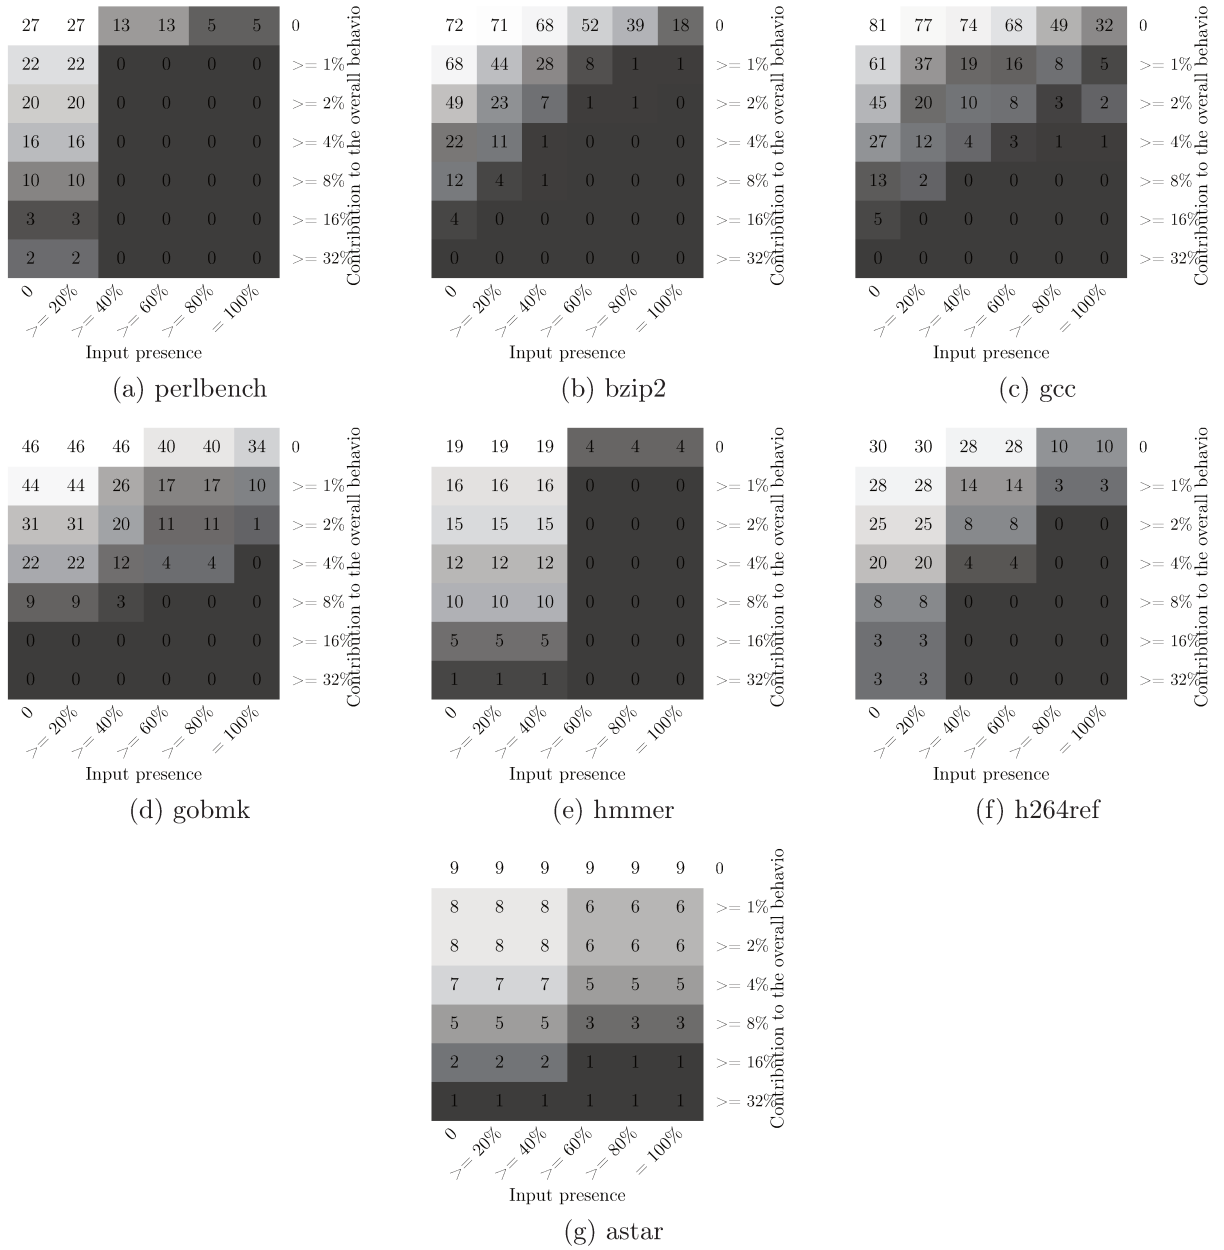 27 27 13 13 5 5 0
22 22 0 0 0 0 >= 1%
20 20 0 0 0 0 >= 2%
16 16 0 0 0 0 >= 4%
10 10 0 0 0 0 >= 8%
3 3 0 0 0 0 >= 16%
2 2 0 0 0 0 >= 32%
Contribution to the overall behavio
0 >= 20% >= 40% >= 60% >= 80% = 100%
Input presence
(a) perlbench
72 71 68 52 39 18 0
68 44 28 8 1 1 >= 1%
49 23 7 1 1 0 >= 2%
22 11 1 0 0 0 >= 4%
12 4 1 0 0 0 >= 8%
4 0 0 0 0 0 >= 16%
0 0 0 0 0 0 >= 32%
Contribution to the overall behavio
0 >= 20% >= 40% >= 60% >= 80% = 100%
Input presence
(b) bzip2
81 77 74 68 49 32 0
61 37 19 16 8 5 >= 1%
45 20 10 8 3 2 >= 2%
27 12 4 3 1 1 >= 4%
13 2 0 0 0 0 >= 8%
5 0 0 0 0 0 >= 16%
0 0 0 0 0 0 >= 32%
Contribution to the overall behavio
0 >= 20% >= 40% >= 60% >= 80% = 100%
Input presence
(c) gcc
46 46 46 40 40 34 0
44 44 26 17 17 10 >= 1%
31 31 20 11 11 1 >= 2%
22 22 12 4 4 0 >= 4%
9 9 3 0 0 0 >= 8%
0 0 0 0 0 0 >= 16%
0 0 0 0 0 0 >= 32%
Contribution to the overall behavio
0 >= 20% >= 40% >= 60% >= 80% = 100%
Input presence
(d) gobmk
19 19 19 4 4 4 0
16 16 16 0 0 0 >= 1%
15 15 15 0 0 0 >= 2%
12 12 12 0 0 0 >= 4%
10 10 10 0 0 0 >= 8%
5 5 5 0 0 0 >= 16%
1 1 1 0 0 0 >= 32%
Contribution to the overall behavio
0 >= 20% >= 40% >= 60% >= 80% = 100%
Input presence
(e) hmmer
30 30 28 28 10 10 0
28 28 14 14 3 3 >= 1%
25 25 8 8 0 0 >= 2%
20 20 4 4 0 0 >= 4%
8 8 0 0 0 0 >= 8%
3 3 0 0 0 0 >= 16%
3 3 0 0 0 0 >= 32%
Contribution to the overall behavio
0 >= 20% >= 40% >= 60% >= 80% = 100%
Input presence
(f) h264ref
9 9 9 9 9 9 0
8 8 8 6 6 6 >= 1%
8 8 8 6 6 6 >= 2%
7 7 7 5 5 5 >= 4%
5 5 5 3 3 3 >= 8%
2 2 2 1 1 1 >= 16%
1 1 1 1 1 1 >= 32%
Contribution to the overall behavio
0 >= 20% >= 40% >= 60% >= 80% = 100%
Input presence
(g) astar